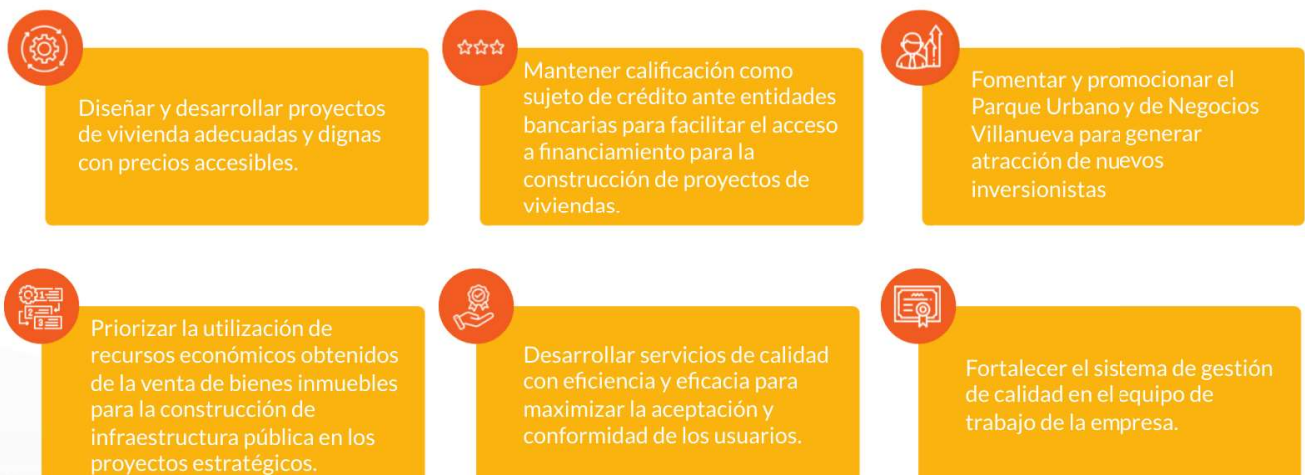 Diseñar y desarrollar proyectos
de vivienda adecuadas y dignas
con precios accesibles.
Mantener calificación como
sujeto de crédito ante entidades
bancarias para facilitar el acceso
a financiamiento para la
construcción de proyectos de
viviendas.
Fomentar y promocionar el
Parque Urbano y de Negocios
Villanueva para generar
atracción de nuevos
inversionistas
Priorizar la utilización de
recursos económicos obtenidos
de la venta de bienes inmuebles
para la construcción de
infraestructura pública en los
proyectos estratégicos.
Desarrollar servicios de calidad
con eficiencia y eficacia para
maximizar la aceptación y
conformidad de los usuarios.
Fortalecer el sistema de gestión
de calidad en el equipo de
trabajo de la empresa.